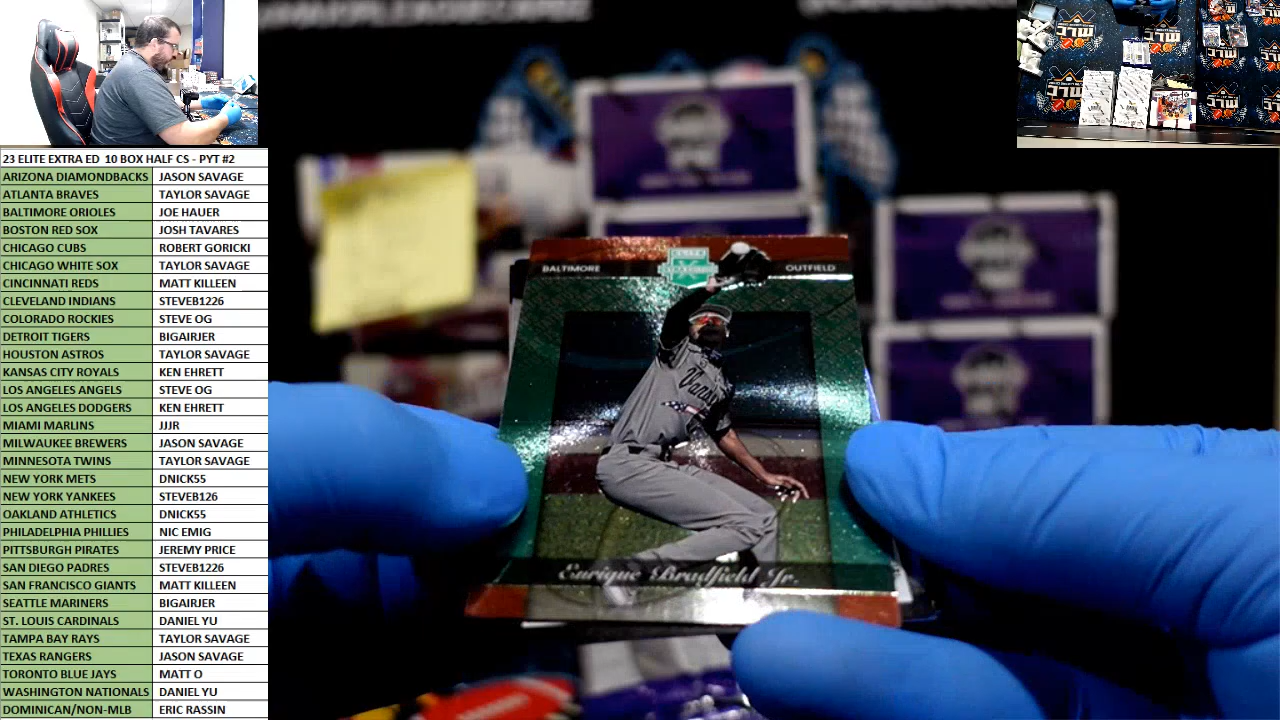 23 ELITE EXTRA ED 10 BOX HALF CS - PYT #2
ARIZONA DIAMONDBACKS JASON SAVAGE
ATLANTA BRAVES TAYLOR SAVAGE
BALTIMORE ORIOLES JOE HAUER
BOSTON RED SOX JOSH TAVARES
CHICAGO CUBS ROBERT GORICKI
CHICAGO WHITE SOX TAYLOR SAVAGE
CINCINNATI REDS MATT KILLEEN
CLEVELAND INDIANS STEVEB1226
COLORADO ROCKIES STEVE OG
DETROIT TIGERS BIGAIRJER
HOUSTON ASTROS TAYLOR SAVAGE
KANSAS CITY ROYALS KEN EHRETT
LOS ANGELES ANGELS STEVE OG
LOS ANGELES DODGERS KEN EHRETT
MIAMI MARLINS JJJR
MILWAUKEE BREWERS JASON SAVAGE
MINNESOTA TWINS TAYLOR SAVAGE
NEW YORK METS DNICK55
NEW YORK YANKEES STEVEB126
OAKLAND ATHLETICS DNICK55
PHILADELPHIA PHILLIES NIC EMIG
PITTSBURGH PIRATES JEREMY PRICE
SAN DIEGO PADRES STEVEB1226
SAN FRANCISCO GIANTS MATT KILLEEN
SEATTLE MARINERS BIGAIRJER
ST. LOUIS CARDINALS DANIEL YU
TAMPA BAY RAYS TAYLOR SAVAGE
TEXAS RANGERS JASON SAVAGE
TORONTO BLUE JAYS MATT O
WASHINGTON NATIONALS DANIEL YU
DOMINICAN/NON-MLB ERIC RASSIN
BALTIMORE
ELITE
OUTFIELD
Enrique Bradfield Jr.